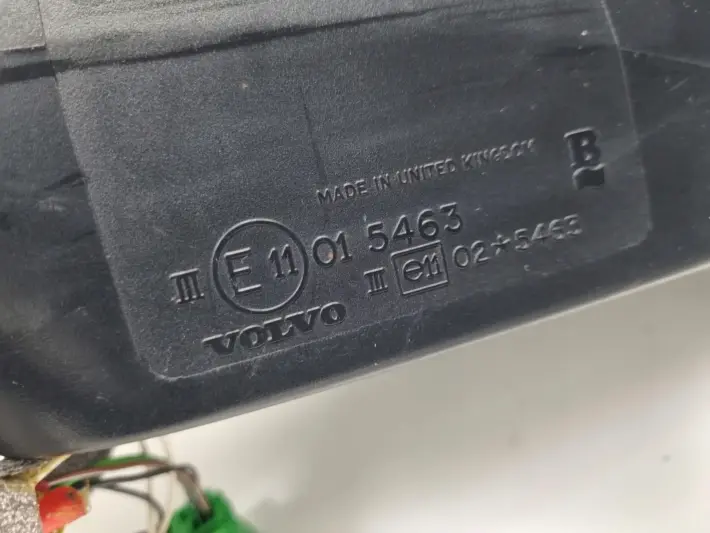 MADE IN UNITED KINGDOM
B
III E 11 01 5463
III e11 02*5463
VOLVO